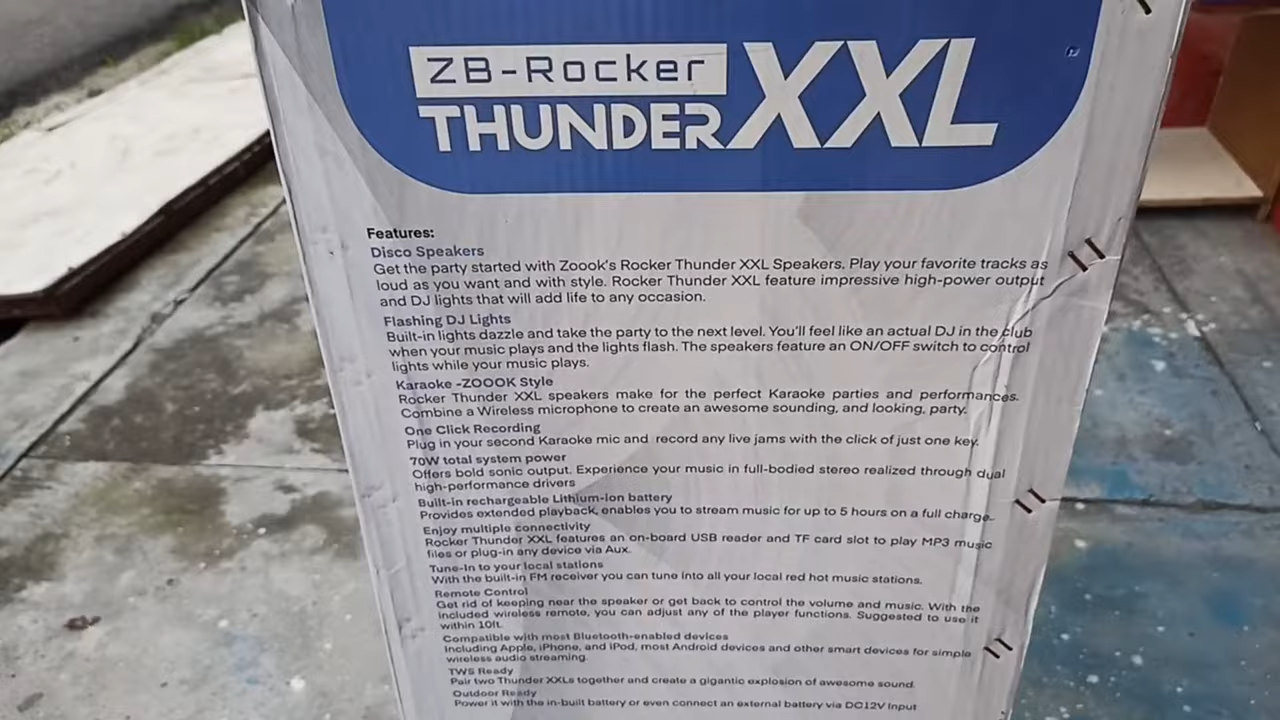 ZB-Rocker
THUNDER XXL
Features:
Disco Speakers
Get the party started with Zoook's Rocker Thunder XXL Speakers. Play your favorite tracks as
loud as you want and with style. Rocker Thunder XXL feature impressive high-power output
and DJ lights that will add life to any occasion.
Flashing DJ Lights
Built-in lights dazzle and take the party to the next level. You'll feel like an actual DJ in the club
when your music plays and the lights flash. The speakers feature an ON/OFF switch to control
lights while your music plays.
Karaoke -ZOOOK Style
Rocker Thunder XXL speakers make for the perfect Karaoke parties and performances.
Combine a Wireless microphone to create an awesome sounding, and looking, party.
One Click Recording
Plug in your second Karaoke mic and record any live jams with the click of just one key.
70W total system power
Offers bold sonic output. Experience your music in full-bodied stereo realized through dual
high-performance drivers
Built-in rechargeable Lithium-ion battery
Provides extended playback, enables you to stream music for up to 5 hours on a full charge..
Enjoy multiple connectivity
Rocker Thunder XXL features an on-board USB reader and TF card slot to play MP3 music
files or plug-in any device via Aux.
Tune-In to your local stations
With the built-in FM receiver you can tune into all your local red hot music stations.
Remote Control
Get rid of keeping near the speaker or get back to control the volume and music. With the
included wireless remote, you can adjust any of the player functions. Suggested to use it
within 10ft.
Compatible with most Bluetooth-enabled devices
Including Apple, iPhone, and iPod, most Android devices and other smart devices for simple
wireless audio streaming.
TWS Ready
Pair two Thunder XXLs together and create a gigantic explosion of awesome sound.
Outdoor Ready
Power it with the in-built battery or even connect an external battery via DC12V Input